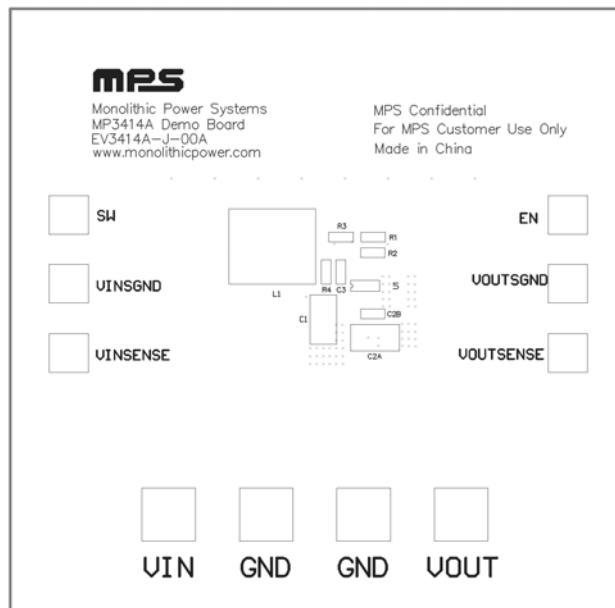 MPS
Monolithic Power Systems
MP3414A Demo Board
EV3414A-J-00A
www.monolithicpower.com
MPS Confidential
For MPS Customer Use Only
Made in China
SW
EN
VINSGND
VOUTSGND
VINSENSE
VOUTSENSE
R3
R1
R2
R4
C3
L1
C1
C2B
C2A
VIN
GND
GND
VOUT